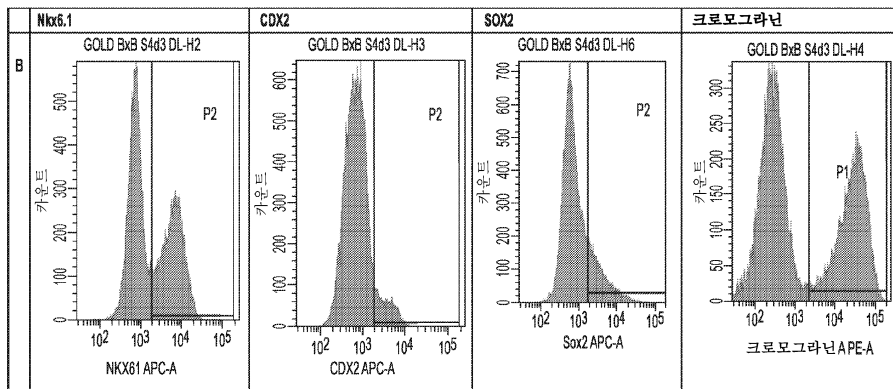 Nkx6.1
CDX2
SOX2
크로모그라닌
B
GOLD BxB S4d3 DL-H2
500
400
300
200
100
0
카운트
P2
10² 10³ 10⁴ 10⁵
NKX61 APC-A
GOLD BxB S4d3 DL-H3
600
500
400
300
200
100
0
카운트
P2
10² 10³ 10⁴ 10⁵
CDX2 APC-A
GOLD BxB S4d3 DL-H6
700
600
500
400
300
200
100
0
카운트
P2
10² 10³ 10⁴ 10⁵
Sox2 APC-A
GOLD BxB S4d3 DL-H4
300
250
200
150
100
50
0
카운트
P1
10² 10³ 10⁴ 10⁵
크로모그라닌 A PE-A